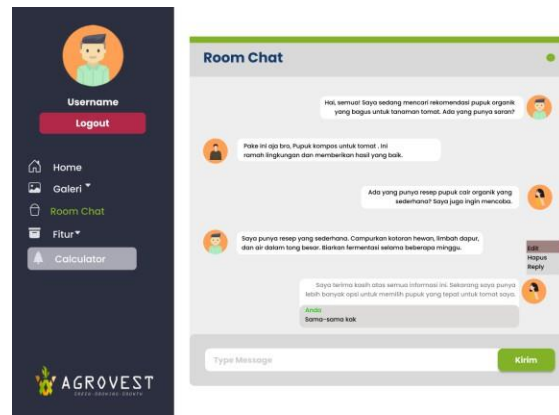 Username
Logout
Home
Galeri
Room Chat
Fitur
Calculator
AGROVEST
GREEN-GROWING-GROWTH
Room Chat
Hai, semua! Saya sedang mencari rekomendasi pupuk organik
yang bagus untuk tanaman tomat. Ada yang punya saran?
Pake ini aja bro, Pupuk kompos untuk tomat . Ini
ramah lingkungan dan memberikan hasil yang baik.
Ada yang punya resep pupuk cair organik yang
sederhana? Saya juga ingin mencoba.
Saya punya resep yang sederhana. Campurkan kotoran hewan, limbah dapur,
dan air dalam tong besar. Biarkan fermentasi selama beberapa minggu.
Edit
Hapus
Reply
Saya terima kasih atas semua informasi ini. Sekarang saya punya
lebih banyak opsi untuk memilih pupuk yang tepat untuk tomat saya.
Anda
Sama-sama kak
Type Message
Kirim